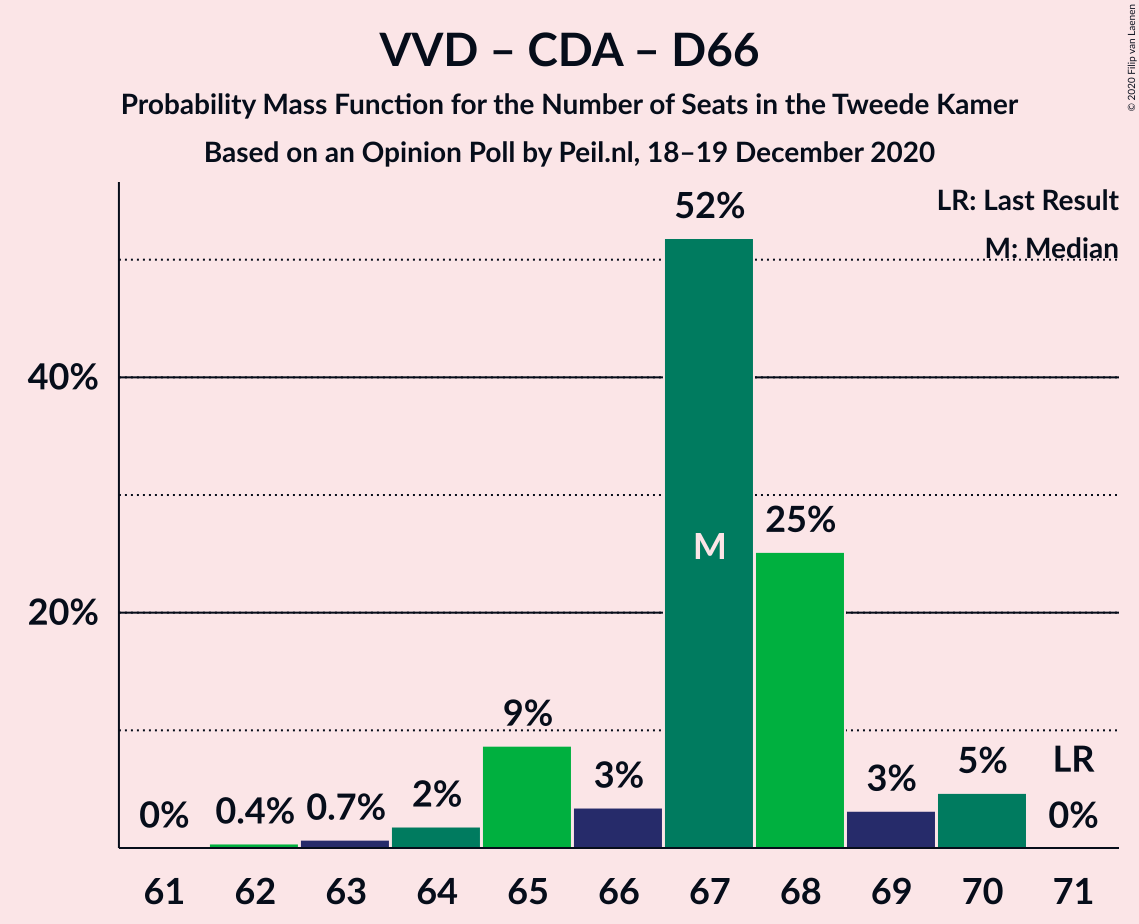 VVD – CDA – D66
Probability Mass Function for the Number of Seats in the Tweede Kamer
Based on an Opinion Poll by Peil.nl, 18–19 December 2020
© 2020 Filip van Laenen
LR: Last Result
M: Median
52%
40%
25%
M
20%
9%
3%
5%
LR
0%
0.4%
0.7%
2%
3%
0%
61 62 63 64 65 66 67 68 69 70 71